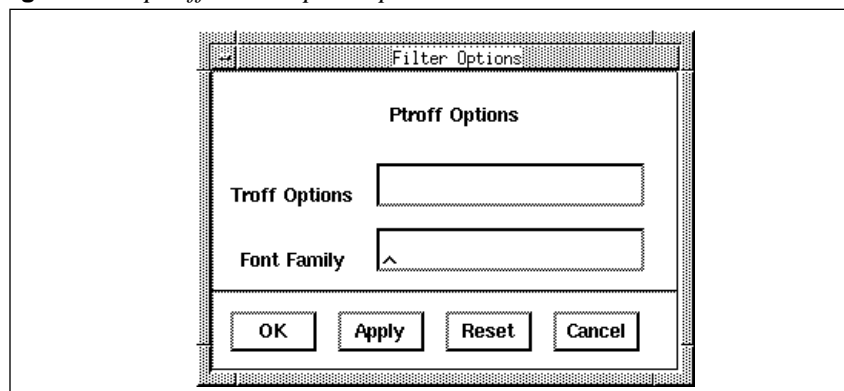 Filter Options
Ptroff Options
Troff Options
Font Family
^
OK Apply Reset Cancel